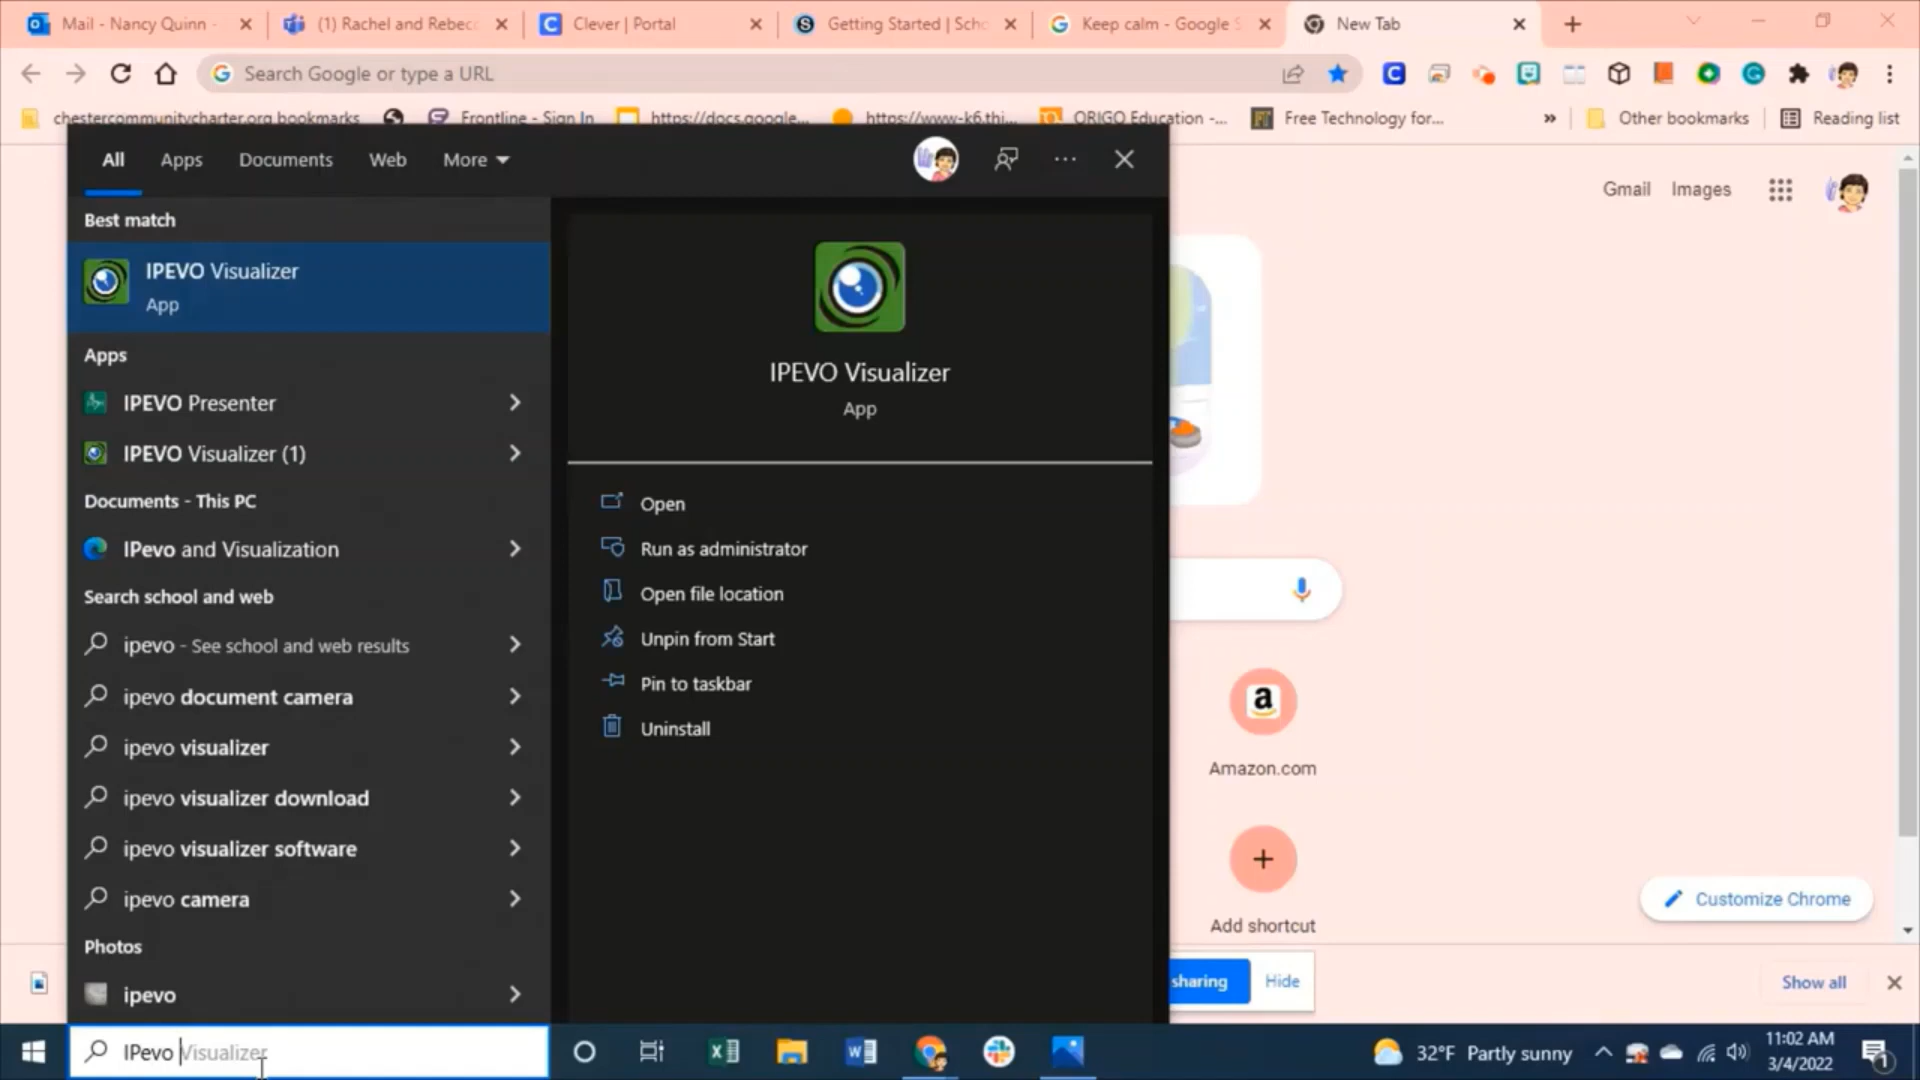 Mail - Nancy Quinn -
(1) Rachel and Rebecc
Clever | Portal
Getting Started | Scho
Keep calm - Google S
New Tab
Search Google or type a URL
chestercommunitycharter.org bookmarks
Frontline - Sign In
https://docs.google...
https://www-k6.thi...
ORIGO Education -...
Free Technology for...
»
Other bookmarks
Reading list
All
Apps
Documents
Web
More
Gmail
Images
Best match
IPEVO Visualizer
App
Apps
IPEVO Presenter
IPEVO Visualizer (1)
Documents - This PC
IPevo and Visualization
Search school and web
ipevo - See school and web results
ipevo document camera
ipevo visualizer
ipevo visualizer download
ipevo visualizer software
ipevo camera
Photos
ipevo
IPEVO Visualizer
App
Open
Run as administrator
Open file location
Unpin from Start
Pin to taskbar
Uninstall
Amazon.com
Add shortcut
Customize Chrome
sharing
Hide
Show all
IPevo Visualizer
32°F Partly sunny
11:02 AM
3/4/2022
1